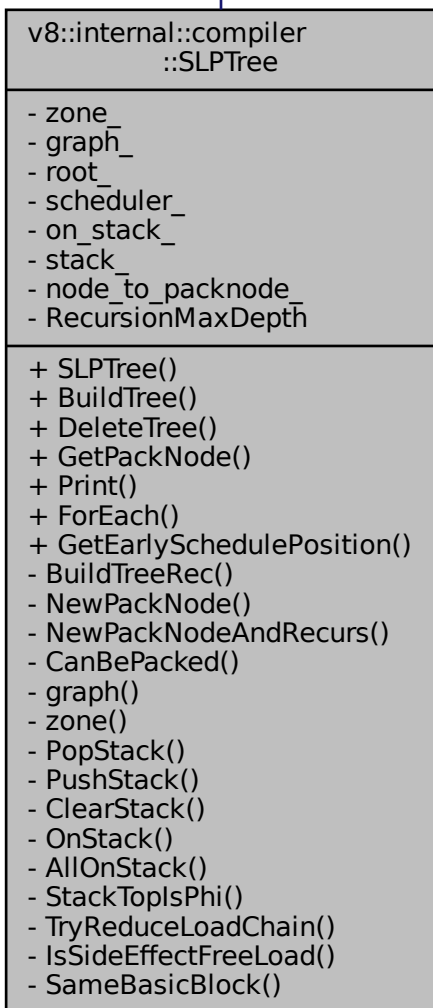 v8::internal::compiler
::SLPTree
- zone_
- graph_
- root_
- scheduler_
- on_stack_
- stack_
- node_to_packnode_
- RecursionMaxDepth
+ SLPTree()
+ BuildTree()
+ DeleteTree()
+ GetPackNode()
+ Print()
+ ForEach()
+ GetEarlySchedulePosition()
- BuildTreeRec()
- NewPackNode()
- NewPackNodeAndRecurs()
- CanBePacked()
- graph()
- zone()
- PopStack()
- PushStack()
- ClearStack()
- OnStack()
- AllOnStack()
- StackTopIsPhi()
- TryReduceLoadChain()
- IsSideEffectFreeLoad()
- SameBasicBlock()